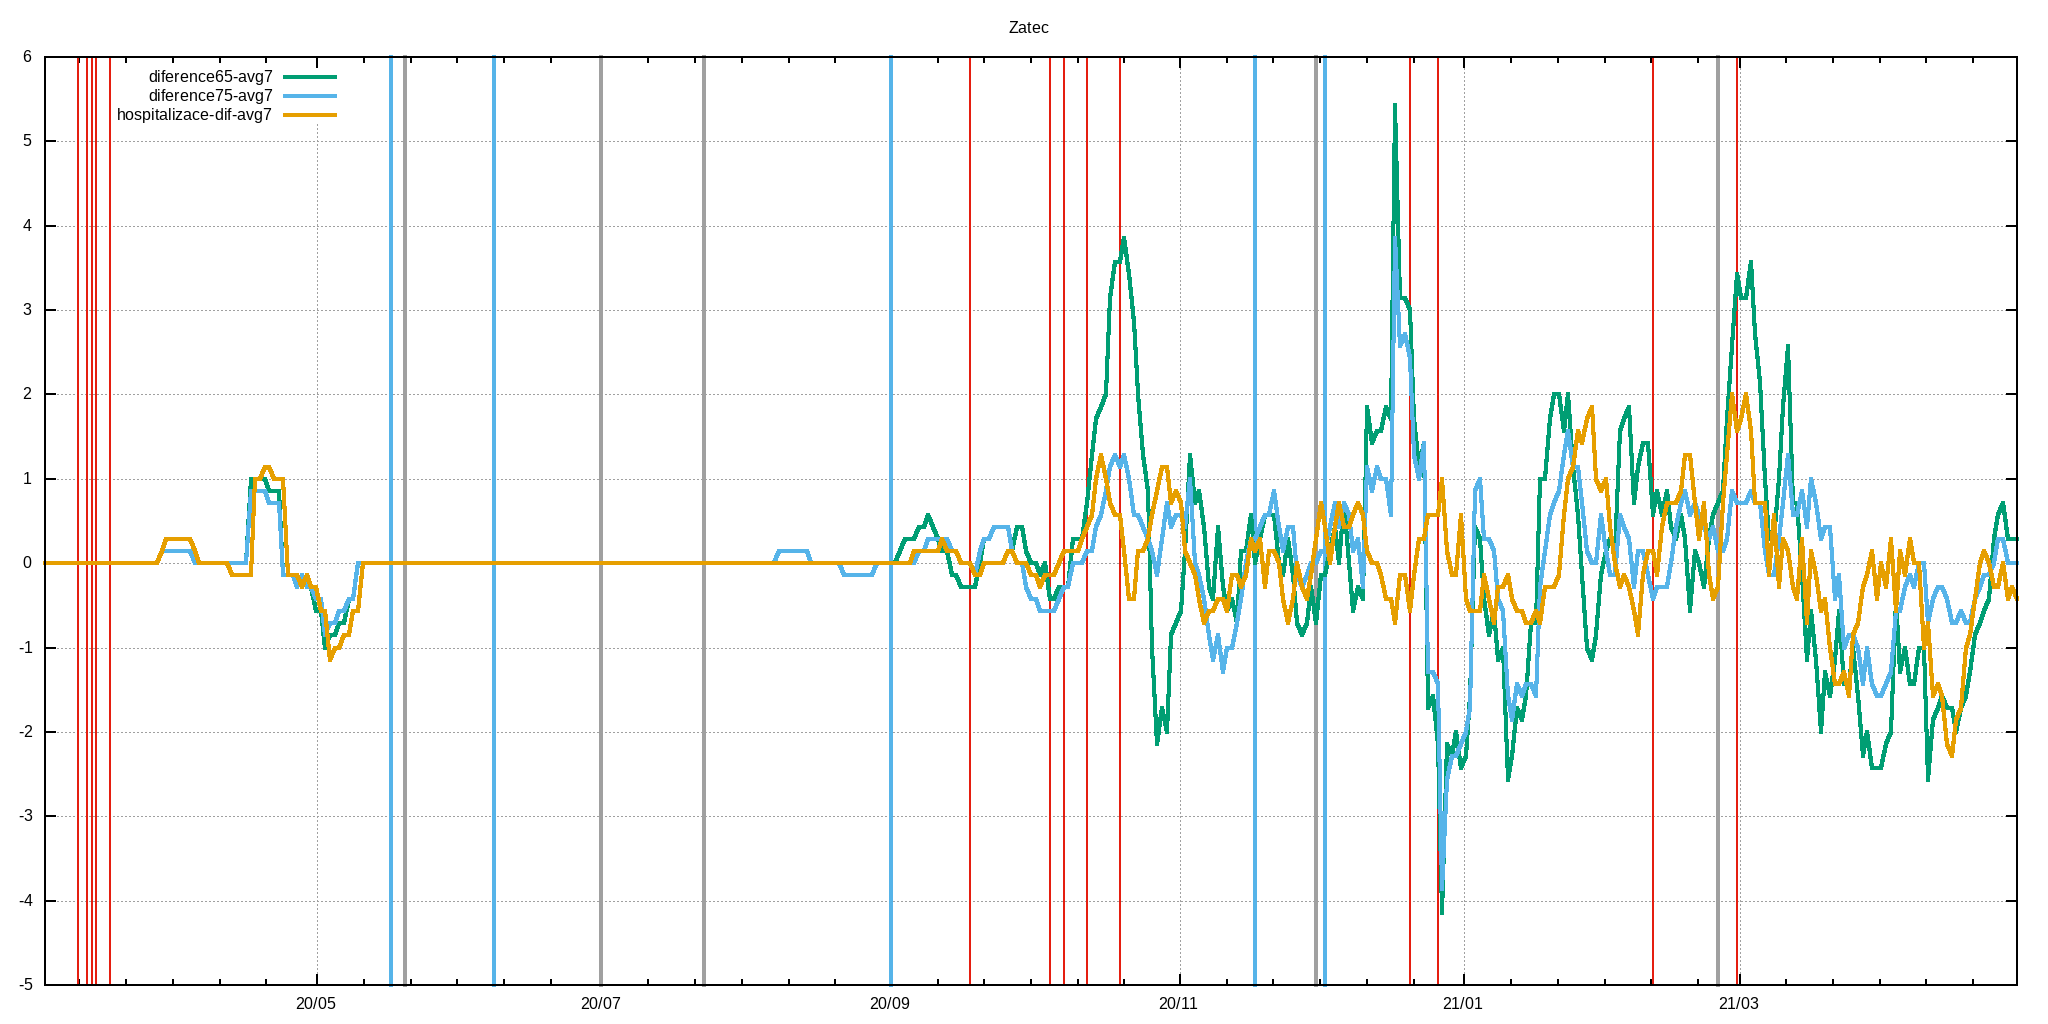 Zatec
diference65-avg7
diference75-avg7
hospitalizace-dif-avg7
6
5
4
3
2
1
0
-1
-2
-3
-4
-5
20/05 20/07 20/09 20/11 21/01 21/03